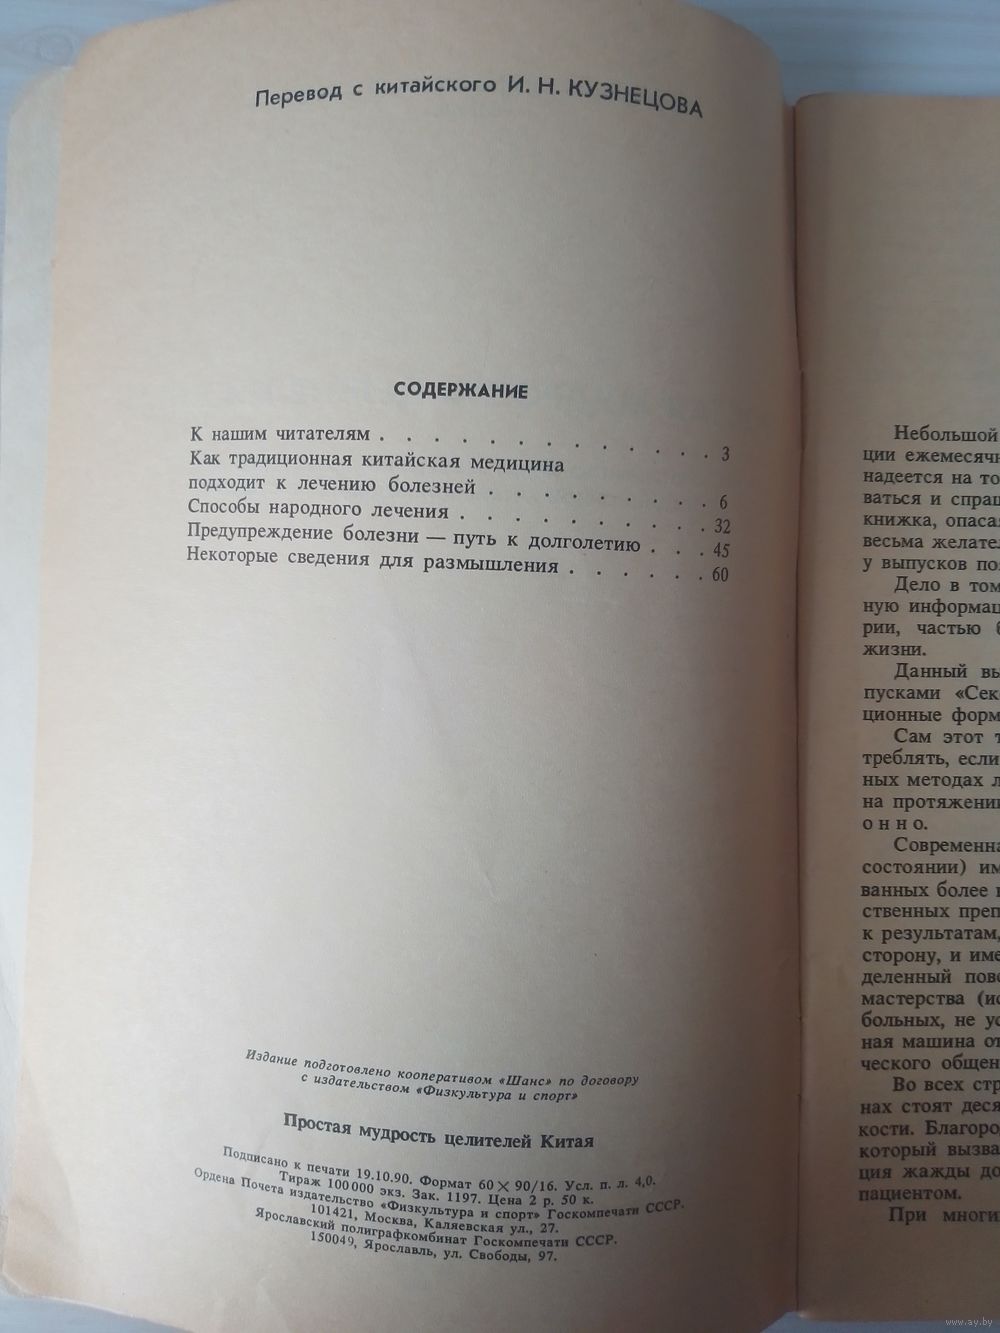 Перевод с китайского И. Н. КУЗНЕЦОВА
СОДЕРЖАНИЕ
К нашим читателям . . . . . . . . . . . . . 3
Как традиционная китайская медицина
подходит к лечению болезней . . . . . . . . . 6
Способы народного лечения . . . . . . . . . . 32
Предупреждение болезни — путь к долголетию . . . 45
Некоторые сведения для размышления . . . . . . 60
Издание подготовлено кооперативом «Шанс» по договору
с издательством «Физкультура и спорт»
Простая мудрость целителей Китая
Подписано к печати 19.10.90. Формат 60×90/16. Усл. п. л. 4,0.
Тираж 100 000 экз. Зак. 1197. Цена 2 р. 50 к.
Ордена Почета издательство «Физкультура и спорт» Госкомпечати СССР.
101421, Москва, Каляевская ул., 27.
Ярославский полиграфкомбинат Госкомпечати СССР.
150049, Ярославль, ул. Свободы, 97.
Небольшой
ции ежемесячн
надеется на то
ваться и спраш
книжка, опаса
весьма желате
у выпусков по
Дело в том
ную информац
рии, частью
жизни.
Данный вы
пусками «Сек
ционные форм
Сам этот т
треблять, если
ных методах л
на протяжени
о н н о.
Современна
состоянии) им
ванных более
ственных преп
к результатам,
сторону, и име
деленный пове
мастерства (ис
больных, не ус
ная машина от
ческого общен
Во всех стр
нах стоят деся
кости. Благоро
который вызва
ция жажды до
пациентом.
При многи
www.ay.by